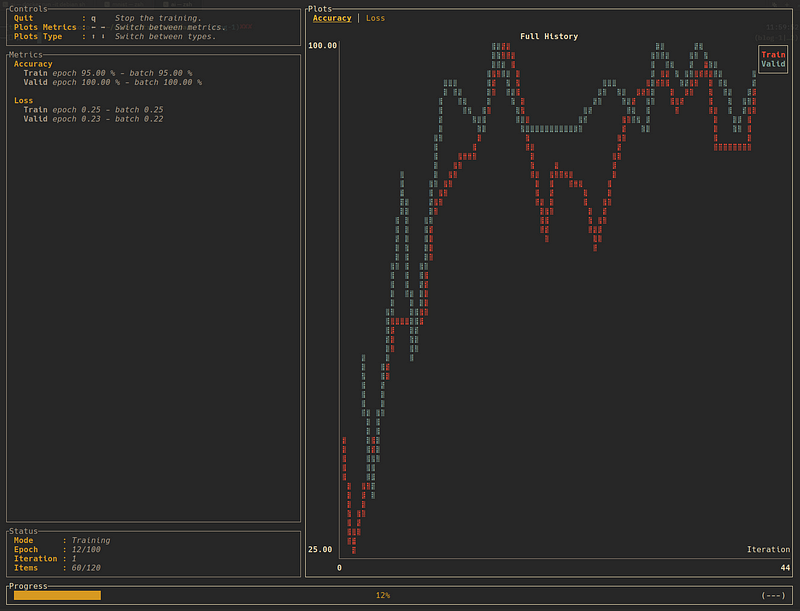 Controls
Quit : q Stop the training.
Plots Metrics : ← → Switch between metrics.
Plots Type : ↑ ↓ Switch between types.
Metrics
Accuracy
Train epoch 95.00 % - batch 95.00 %
Valid epoch 100.00 % - batch 100.00 %
Loss
Train epoch 0.25 - batch 0.25
Valid epoch 0.23 - batch 0.22
Status
Mode : Training
Epoch : 12/100
Iteration : 1
Items : 60/120
Plots
Accuracy | Loss
Full History
100.00
Train
Valid
25.00
Iteration
0
44
Progress
12%
(---)